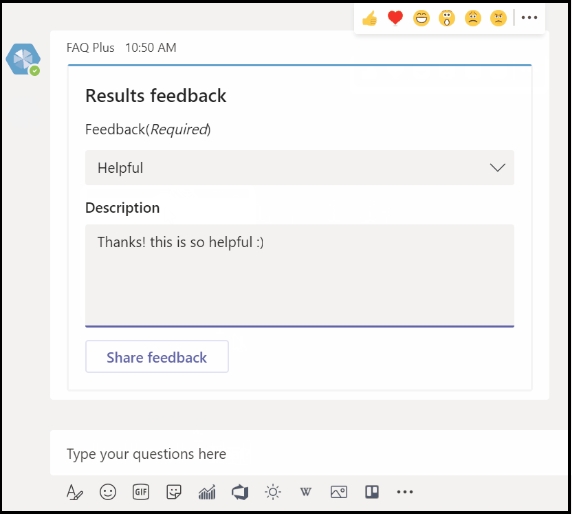 FAQ Plus 10:50 AM
Results feedback
Feedback(Required)
Helpful
Description
Thanks! this is so helpful :)
Share feedback
Type your questions here
GIF
W